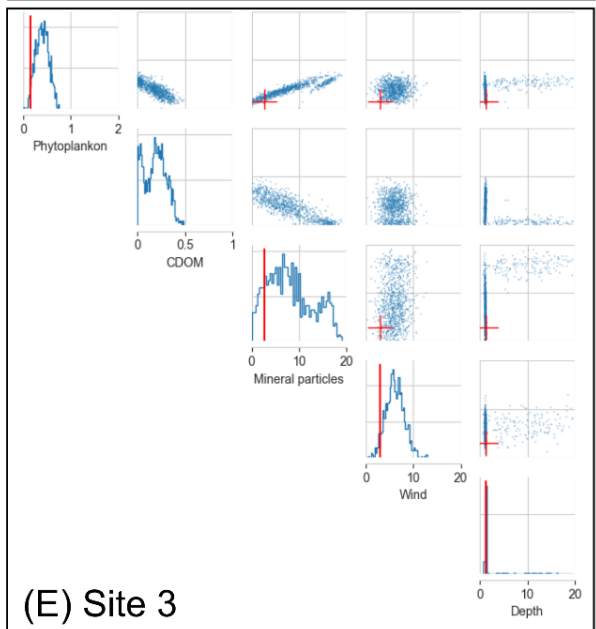 0 1 2
Phytoplankon
0 0.5 1
CDOM
0 10 20
Mineral particles
0 10 20
Wind
0 10 20
Depth
(E) Site 3